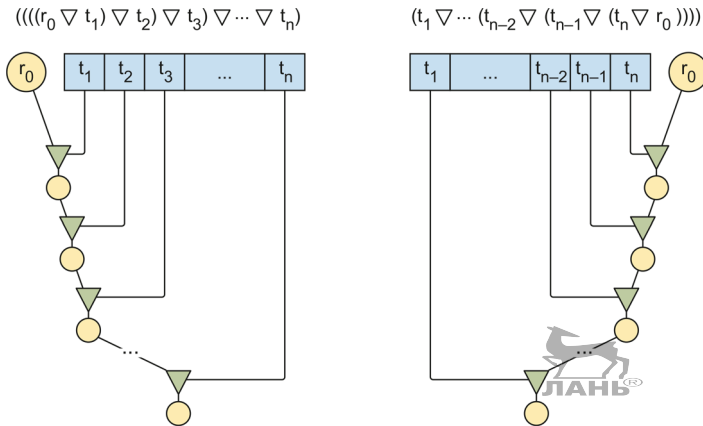 ((((r₀ ▽ t₁) ▽ t₂) ▽ t₃) ▽ ··· ▽ tₙ)
r₀ t₁ t₂ t₃ ... tₙ
...
(t₁ ▽ ··· (tₙ₋₂ ▽ (tₙ₋₁ ▽ (tₙ ▽ r₀ ))))
t₁ ... tₙ₋₂ tₙ₋₁ tₙ r₀
...
ЛАНЬ®